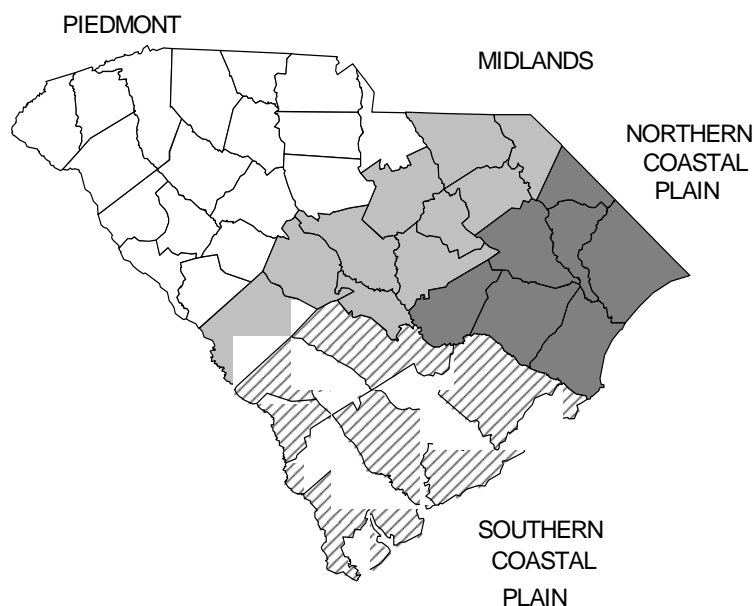 PIEDMONT
MIDLANDS
NORTHERN
COASTAL
PLAIN
SOUTHERN
COASTAL
PLAIN